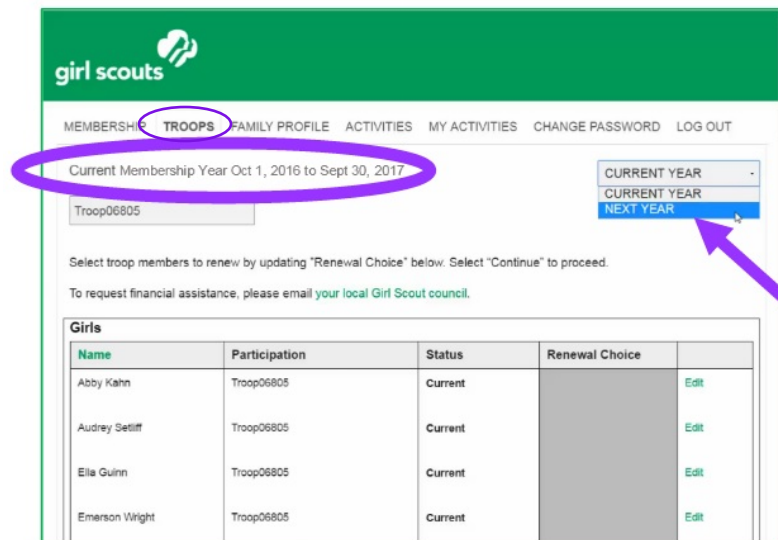 girl scouts
MEMBERSHIP TROOPS FAMILY PROFILE ACTIVITIES MY ACTIVITIES CHANGE PASSWORD LOG OUT
Current Membership Year Oct 1, 2016 to Sept 30, 2017
CURRENT YEAR
CURRENT YEAR
NEXT YEAR
Troop06805
Select troop members to renew by updating "Renewal Choice" below. Select "Continue" to proceed.
To request financial assistance, please email your local Girl Scout council.
Girls
Name Participation Status Renewal Choice
Abby Kahn Troop06805 Current Edit
Audrey Setliff Troop06805 Current Edit
Ella Guinn Troop06805 Current Edit
Emerson Wright Troop06805 Current Edit